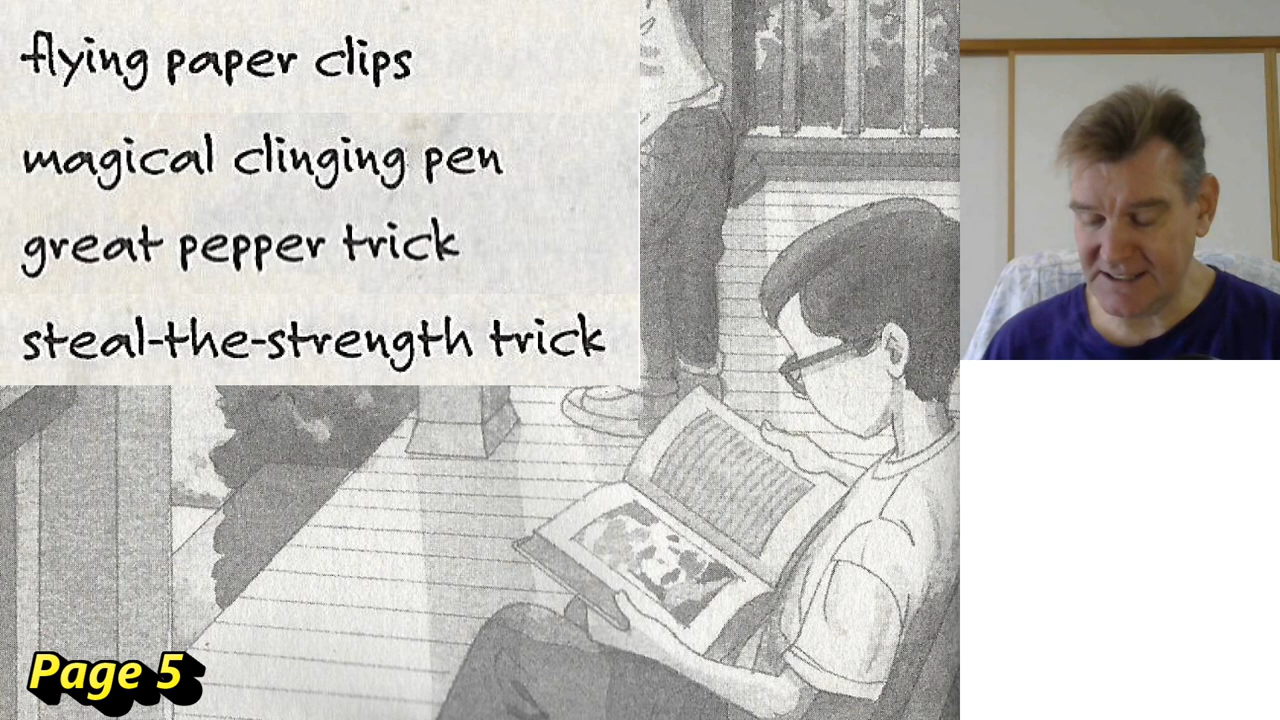 flying paper clips
magical clinging pen
great pepper trick
steal-the-strength trick
Page 5